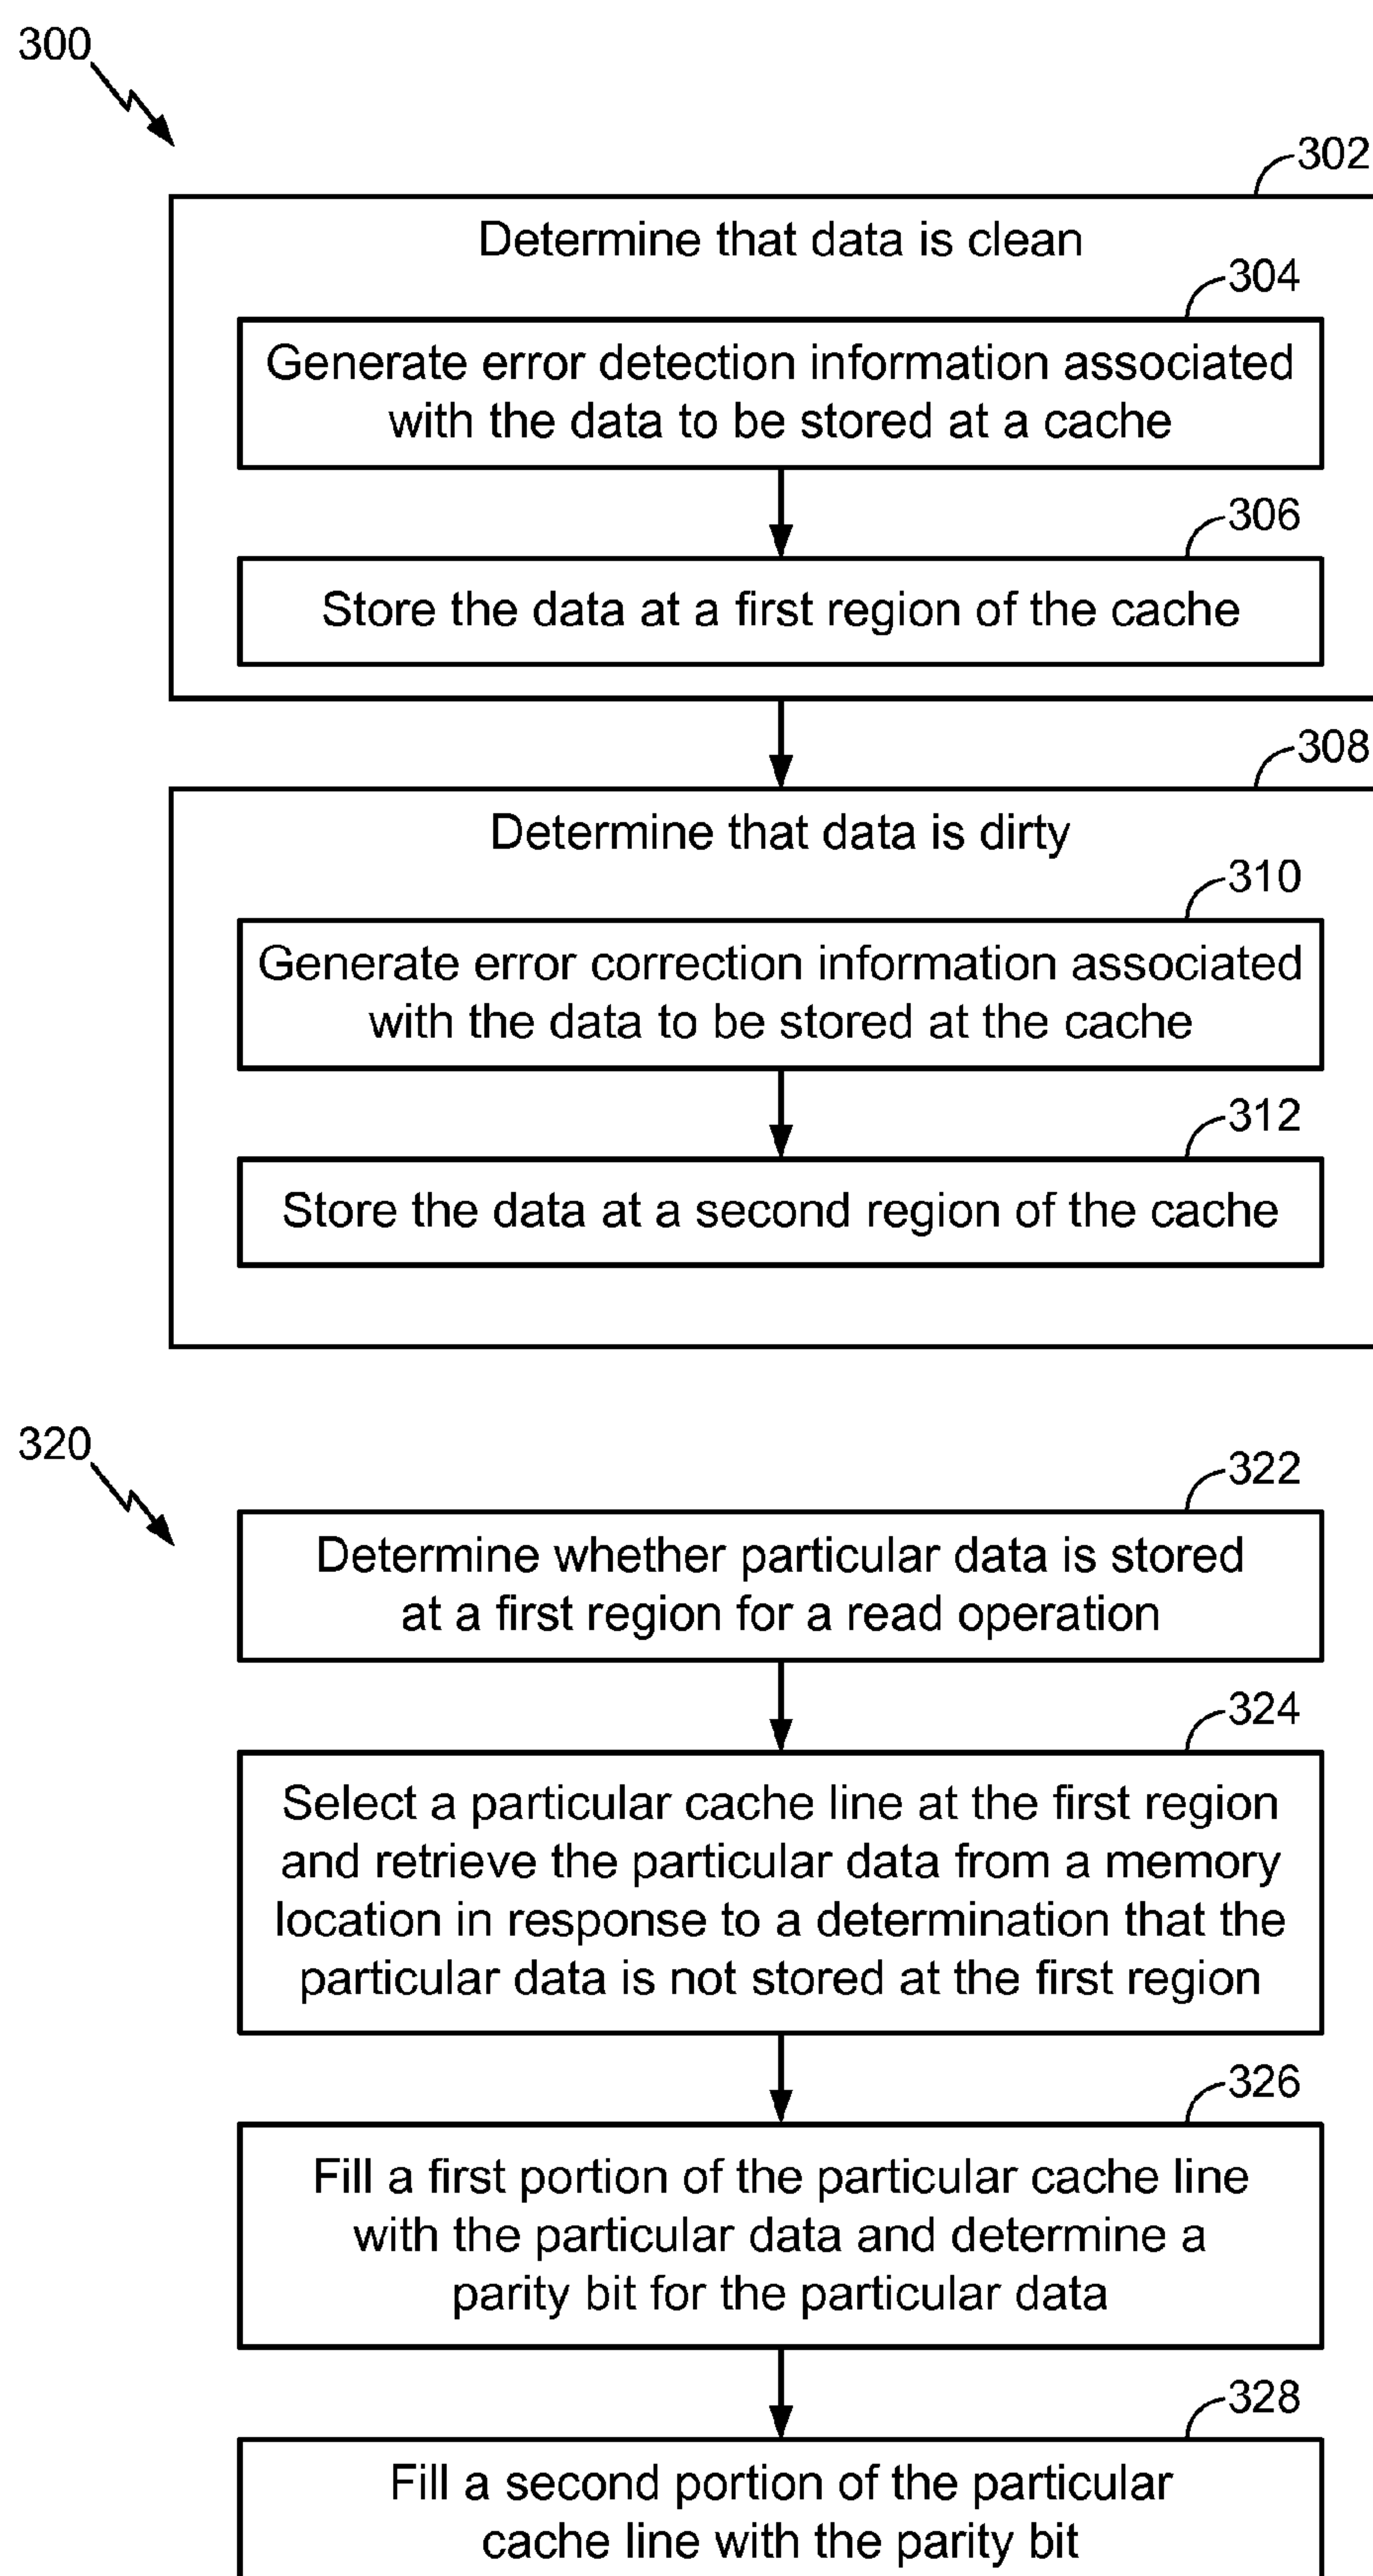 300
302
Determine that data is clean
304
Generate error detection information associated
with the data to be stored at a cache
306
Store the data at a first region of the cache
308
Determine that data is dirty
310
Generate error correction information associated
with the data to be stored at the cache
312
Store the data at a second region of the cache
320
322
Determine whether particular data is stored
at a first region for a read operation
324
Select a particular cache line at the first region
and retrieve the particular data from a memory
location in response to a determination that the
particular data is not stored at the first region
326
Fill a first portion of the particular cache line
with the particular data and determine a
parity bit for the particular data
328
Fill a second portion of the particular
cache line with the parity bit